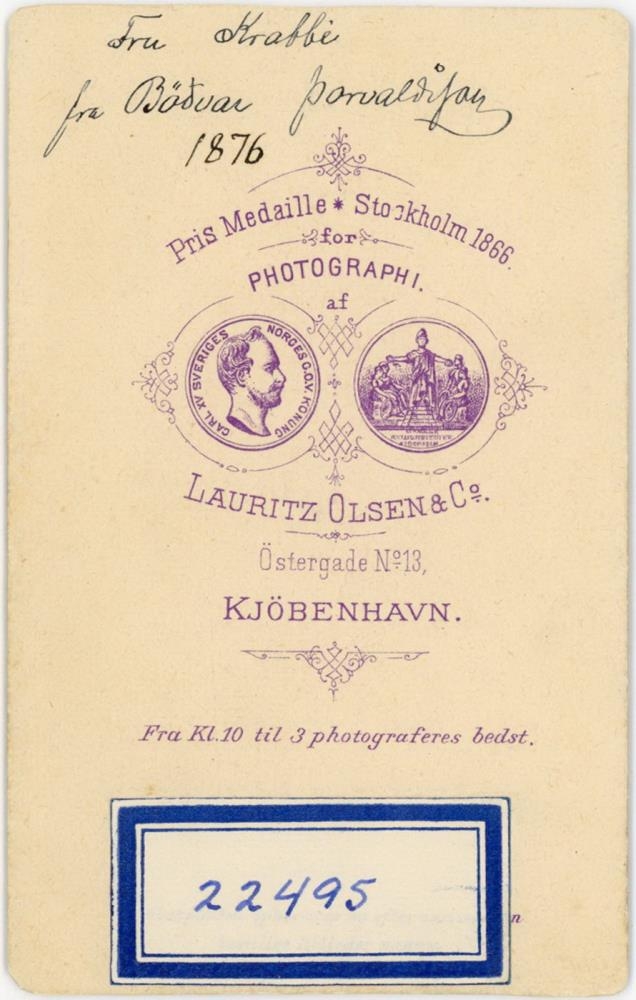 Fru Krabbe
fra Böðvar Þorvaldsson
1876
Pris Medaille * Stockholm 1866.
for
PHOTOGRAPHI.
af
CARL XV SVERIGES NORGES G. O. V. KONUNG
LAURITZ OLSEN & Co.
Östergade No 13,
KJÖBENHAVN.
Fra Kl. 10 til 3 photograferes bedst.
22495
n